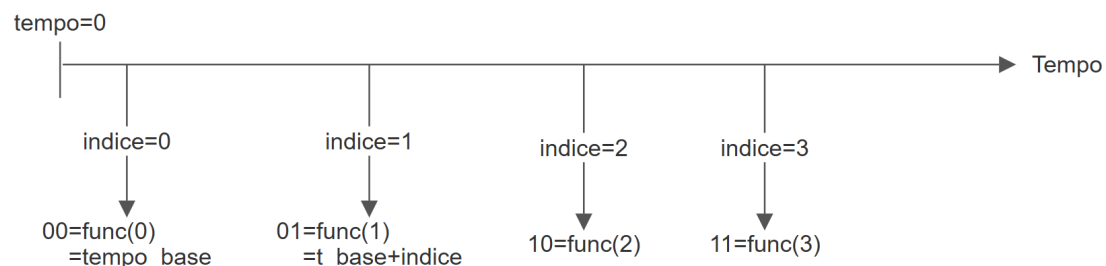 tempo=0
Tempo
indice=0
indice=1
indice=2
indice=3
00=func(0)
=tempo_base
01=func(1)
=t_base+indice
10=func(2)
11=func(3)